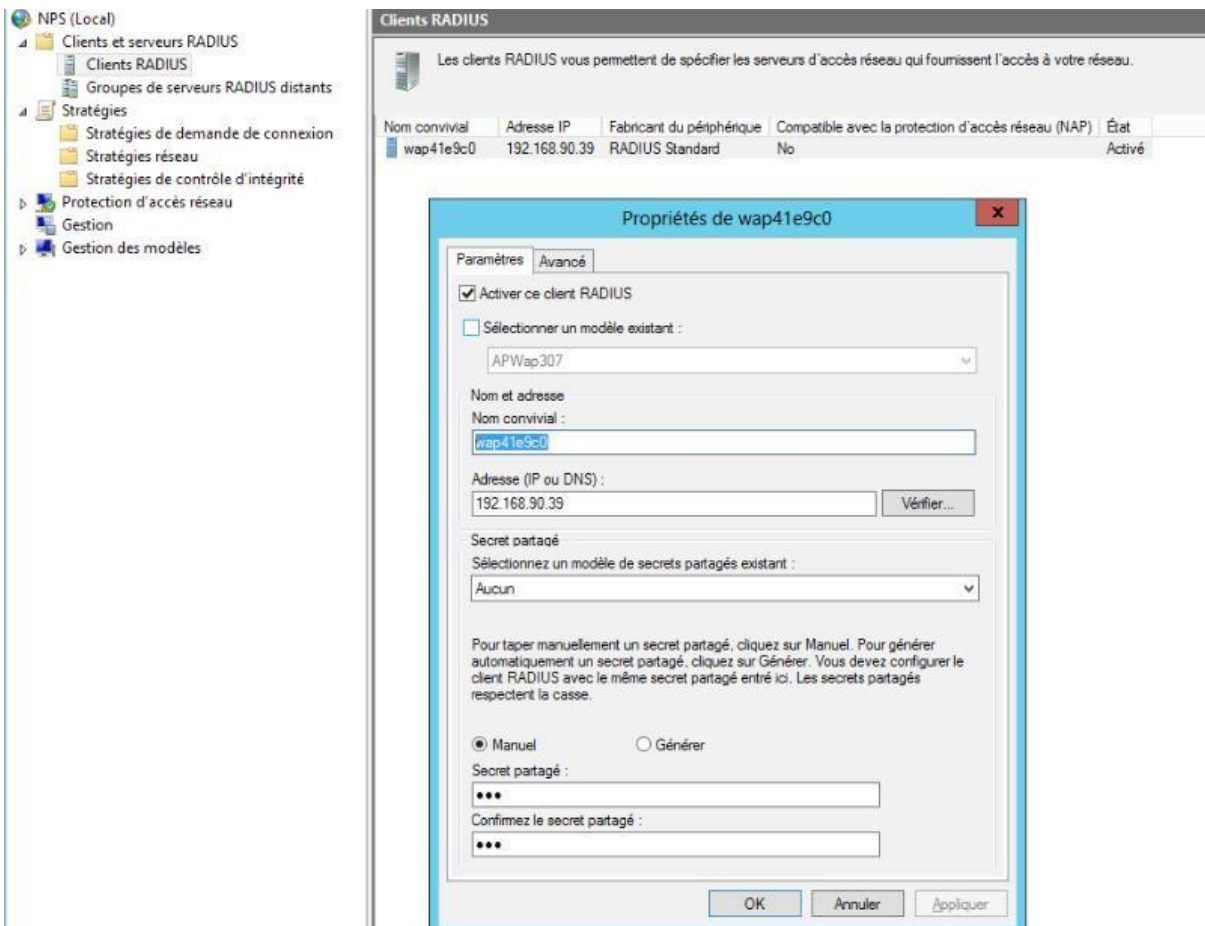 NPS (Local)
Clients et serveurs RADIUS
Clients RADIUS
Groupes de serveurs RADIUS distants
Stratégies
Stratégies de demande de connexion
Stratégies réseau
Stratégies de contrôle d'intégrité
Protection d'accès réseau
Gestion
Gestion des modèles
Clients RADIUS
Les clients RADIUS vous permettent de spécifier les serveurs d'accès réseau qui fournissent l'accès à votre réseau.
Nom convivial Adresse IP Fabricant du périphérique Compatible avec la protection d'accès réseau (NAP) État
wap41e9c0 192.168.90.39 RADIUS Standard No Activé
Propriétés de wap41e9c0
x
Paramètres Avancé
Activer ce client RADIUS
Sélectionner un modèle existant :
APWap307
Nom et adresse
Nom convivial :
wap41e9c0
Adresse (IP ou DNS) :
192.168.90.39 Vérifier...
Secret partagé
Sélectionnez un modèle de secrets partagés existant :
Aucun
Pour taper manuellement un secret partagé, cliquez sur Manuel. Pour générer
automatiquement un secret partagé, cliquez sur Générer. Vous devez configurer le
client RADIUS avec le même secret partagé entré ici. Les secrets partagés
respectent la casse.
Manuel Générer
Secret partagé :
•••
Confirmez le secret partagé :
•••
OK Annuler Appliquer